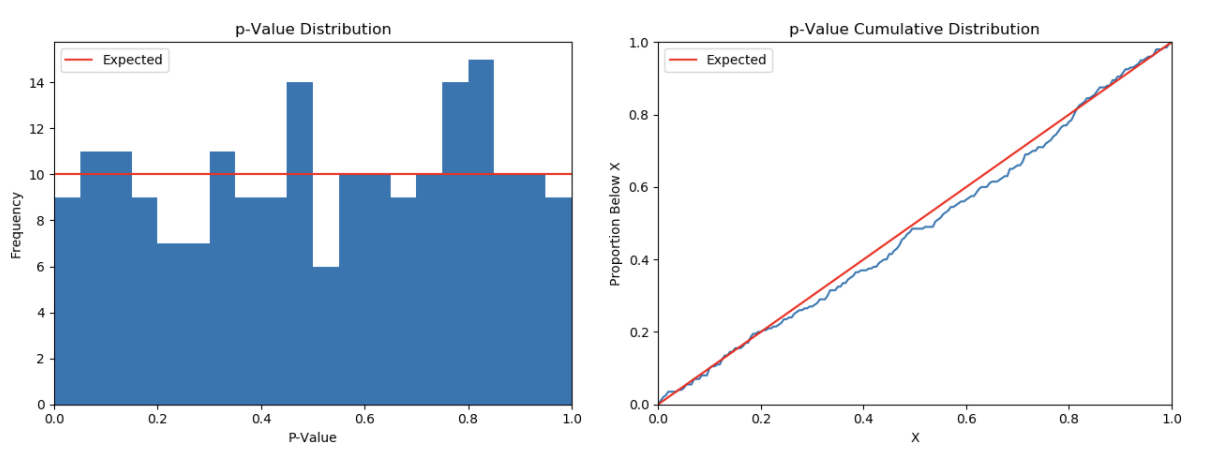 p-Value Distribution
Expected
14
12
10
8
6
4
2
0
Frequency
0.0 0.2 0.4 0.6 0.8 1.0
P-Value
p-Value Cumulative Distribution
Expected
1.0
0.8
0.6
0.4
0.2
0.0
Proportion Below X
0.0 0.2 0.4 0.6 0.8 1.0
X